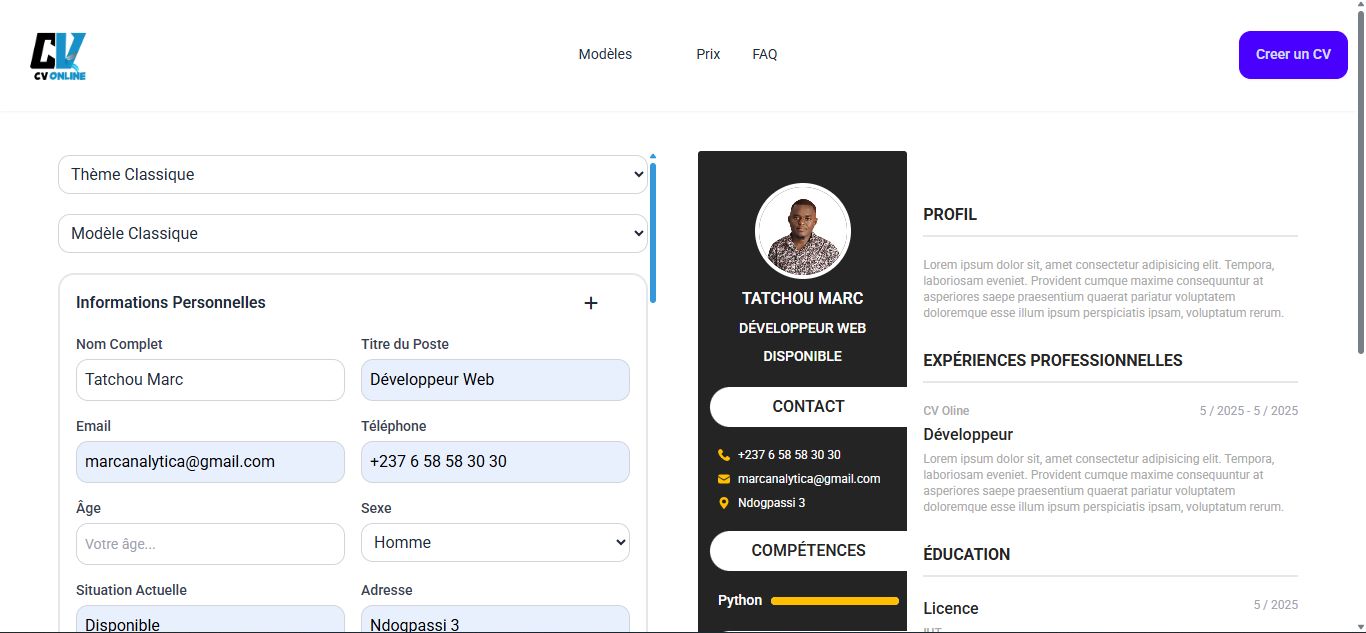 CV ONLINE
Modèles
Prix
FAQ
Creer un CV
Thème Classique
Modèle Classique
Informations Personnelles
Nom Complet
Titre du Poste
Tatchou Marc
Développeur Web
Email
Téléphone
marcanalytica@gmail.com
+237 6 58 58 30 30
Âge
Sexe
Votre âge...
Homme
Situation Actuelle
Adresse
Disponible
Ndogpassi 3
TATCHOU MARC
DÉVELOPPEUR WEB
DISPONIBLE
CONTACT
+237 6 58 58 30 30
marcanalytica@gmail.com
Ndogpassi 3
COMPÉTENCES
Python
PROFIL
Lorem ipsum dolor sit, amet consectetur adipisicing elit. Tempora,
laboriosam eveniet. Provident cumque maxime consequuntur at
asperiores saepe praesentium quaerat pariatur voluptatem
doloremque esse illum ipsum perspiciatis ipsam, voluptatum rerum.
EXPÉRIENCES PROFESSIONNELLES
CV Oline
5 / 2025 - 5 / 2025
Développeur
Lorem ipsum dolor sit, amet consectetur adipisicing elit. Tempora,
laboriosam eveniet. Provident cumque maxime consequuntur at
asperiores saepe praesentium quaerat pariatur voluptatem
doloremque esse illum ipsum perspiciatis ipsam, voluptatum rerum.
ÉDUCATION
Licence
5 / 2025